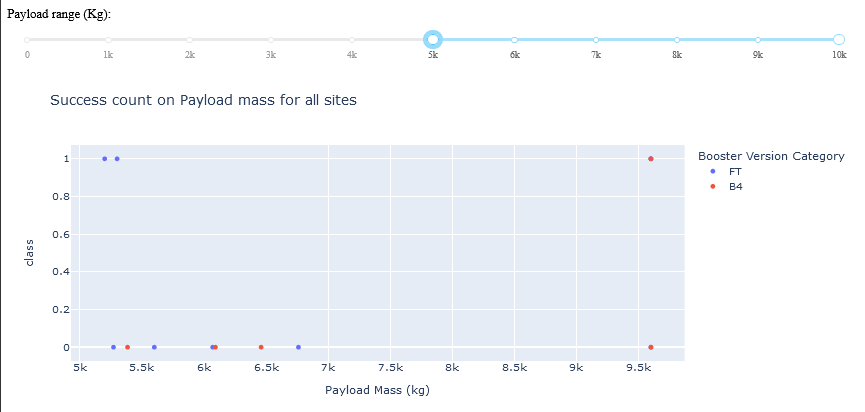 Payload range (Kg):
0 1k 2k 3k 4k 5k 6k 7k 8k 9k 10k
Success count on Payload mass for all sites
Booster Version Category
FT
B4
class
1
0.8
0.6
0.4
0.2
0
5k 5.5k 6k 6.5k 7k 7.5k 8k 8.5k 9k 9.5k
Payload Mass (kg)